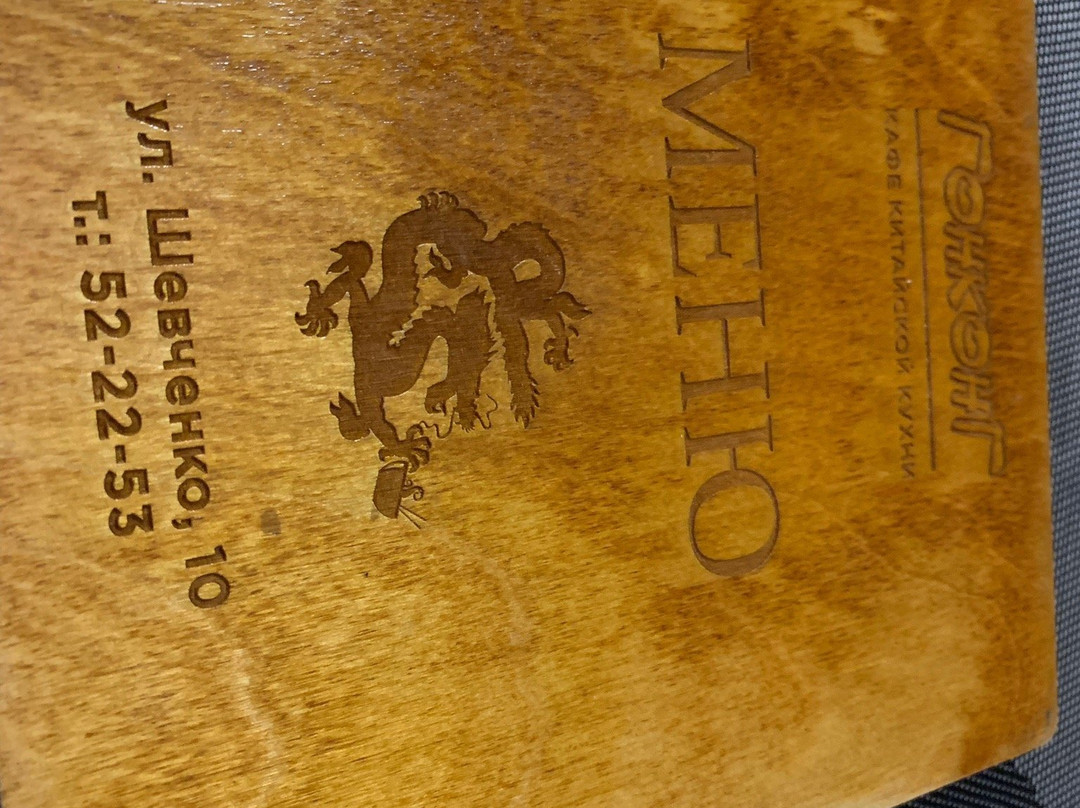 Гонконг
КАФЕ КИТАЙСКОЙ КУХНИ
МЕНЮ
ул. Шевченко, 10
т.: 52-22-53